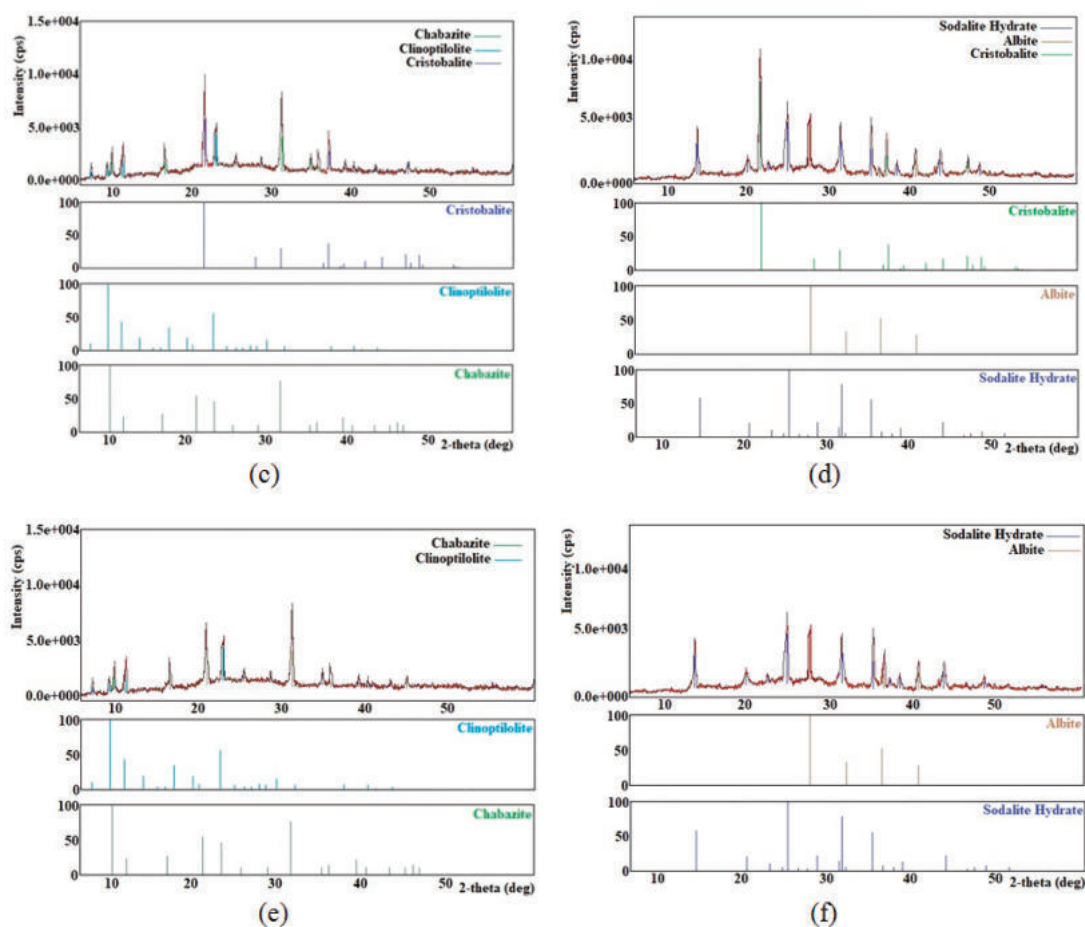 1.5e+004
1.0e+004
5.0e+003
0.0e+000
Intensity (cps)
Chabazite
Clinoptilolite
Cristobalite
10 20 30 40 50
100
50
0
Cristobalite
100
50
0
Clinoptilolite
100
50
0
Chabazite
10 20 30 40 50
2-theta (deg)
(c)
1.0e+004
5.0e+003
0.0e+000
Intensity (cps)
Sodalite Hydrate
Albite
Cristobalite
10 20 30 40 50
100
50
0
Cristobalite
100
50
0
Albite
100
50
0
Sodalite Hydrate
10 20 30 40 50
2-theta (deg)
(d)
1.5e+004
1.0e+004
5.0e+003
0.0e+000
Intensity (cps)
Chabazite
Clinoptilolite
10 20 30 40 50
100
50
0
Clinoptilolite
100
50
0
Chabazite
10 20 30 40 50
2-theta (deg)
(e)
1.0e+004
5.0e+003
0.0e+000
Intensity (cps)
Sodalite Hydrate
Albite
10 20 30 40 50
100
50
0
Albite
100
50
0
Sodalite Hydrate
10 20 30 40 50
2-theta (deg)
(f)